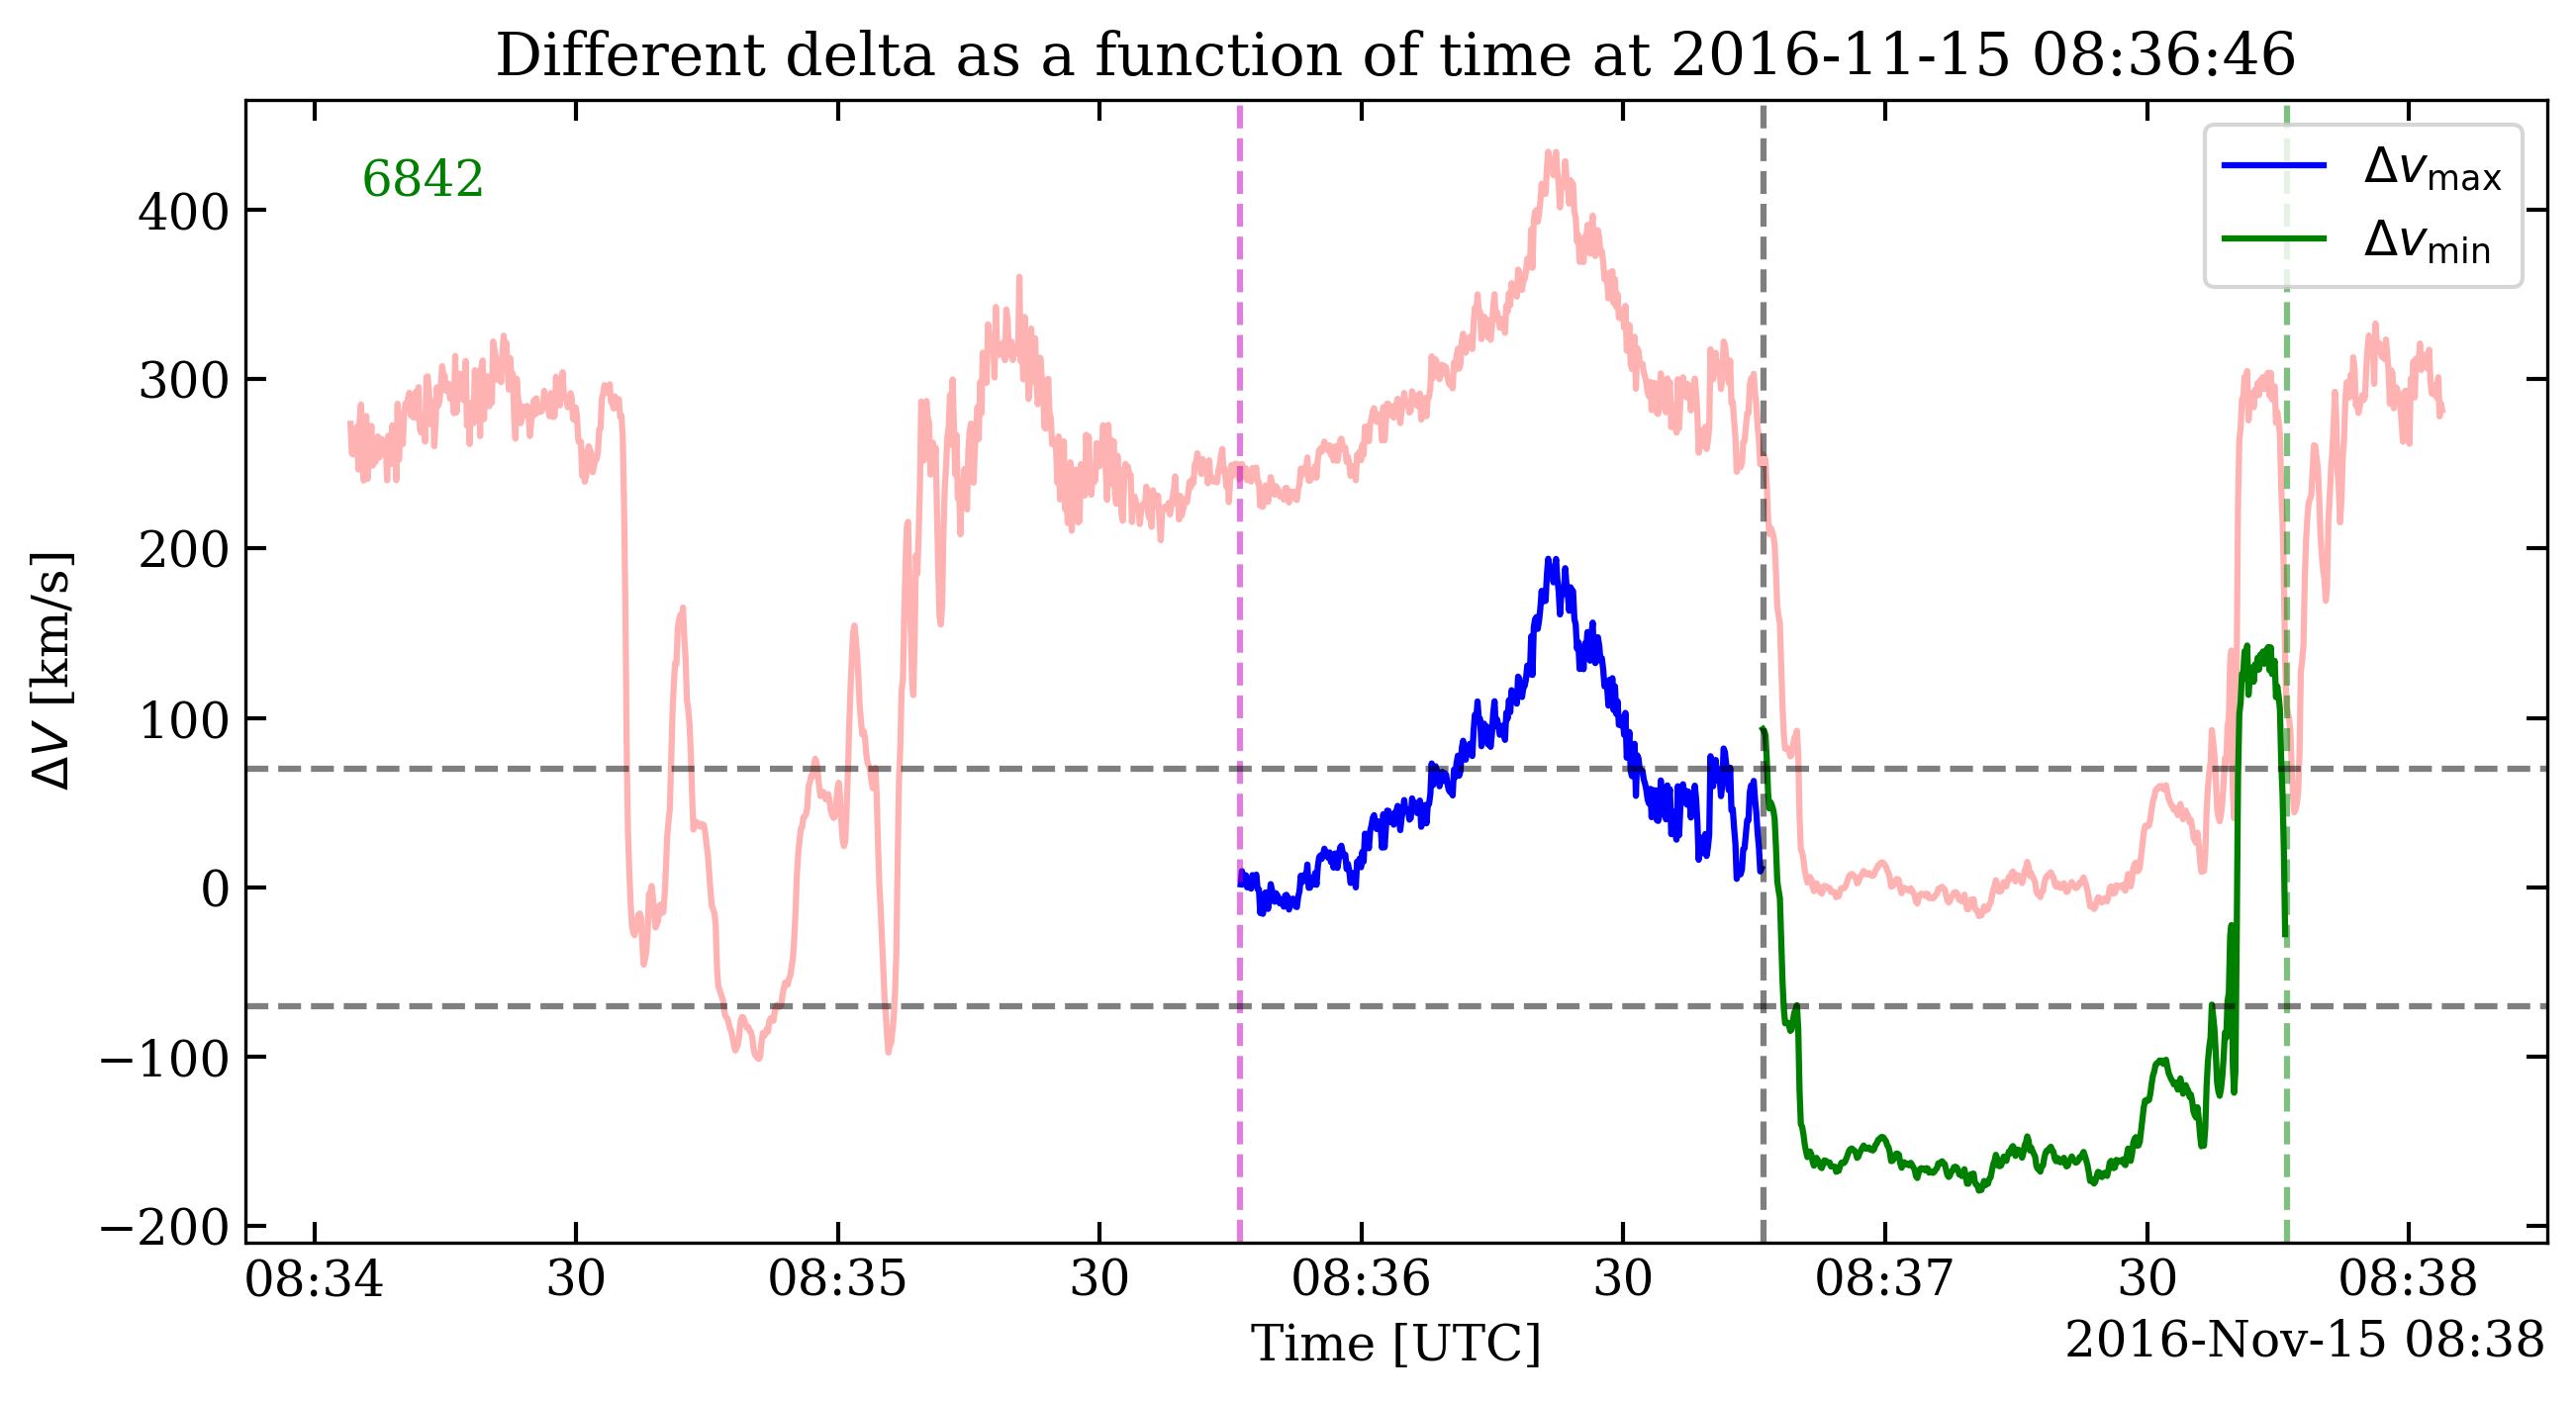 Different delta as a function of time at 2016-11-15 08:36:46
6842
Δv_max
Δv_min
ΔV [km/s]
400
300
200
100
0
−100
−200
08:34 30 08:35 30 08:36 30 08:37 30 08:38
Time [UTC]
2016-Nov-15 08:38